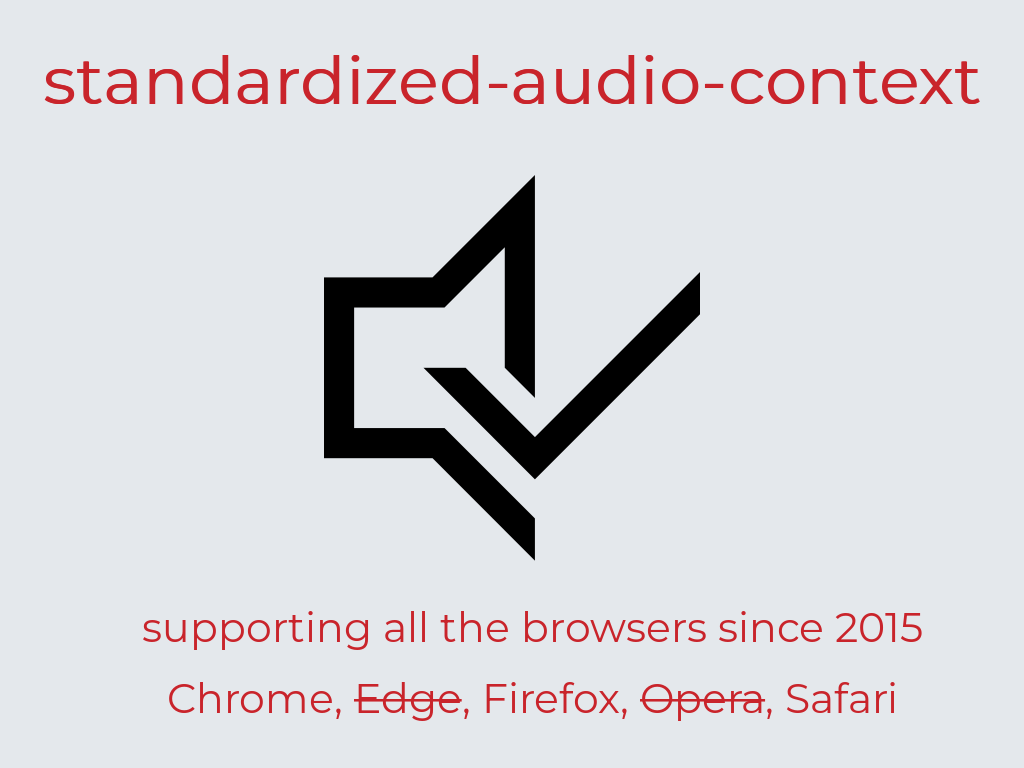 standardized-audio-context
supporting all the browsers since 2015
Chrome, Edge, Firefox, Opera, Safari